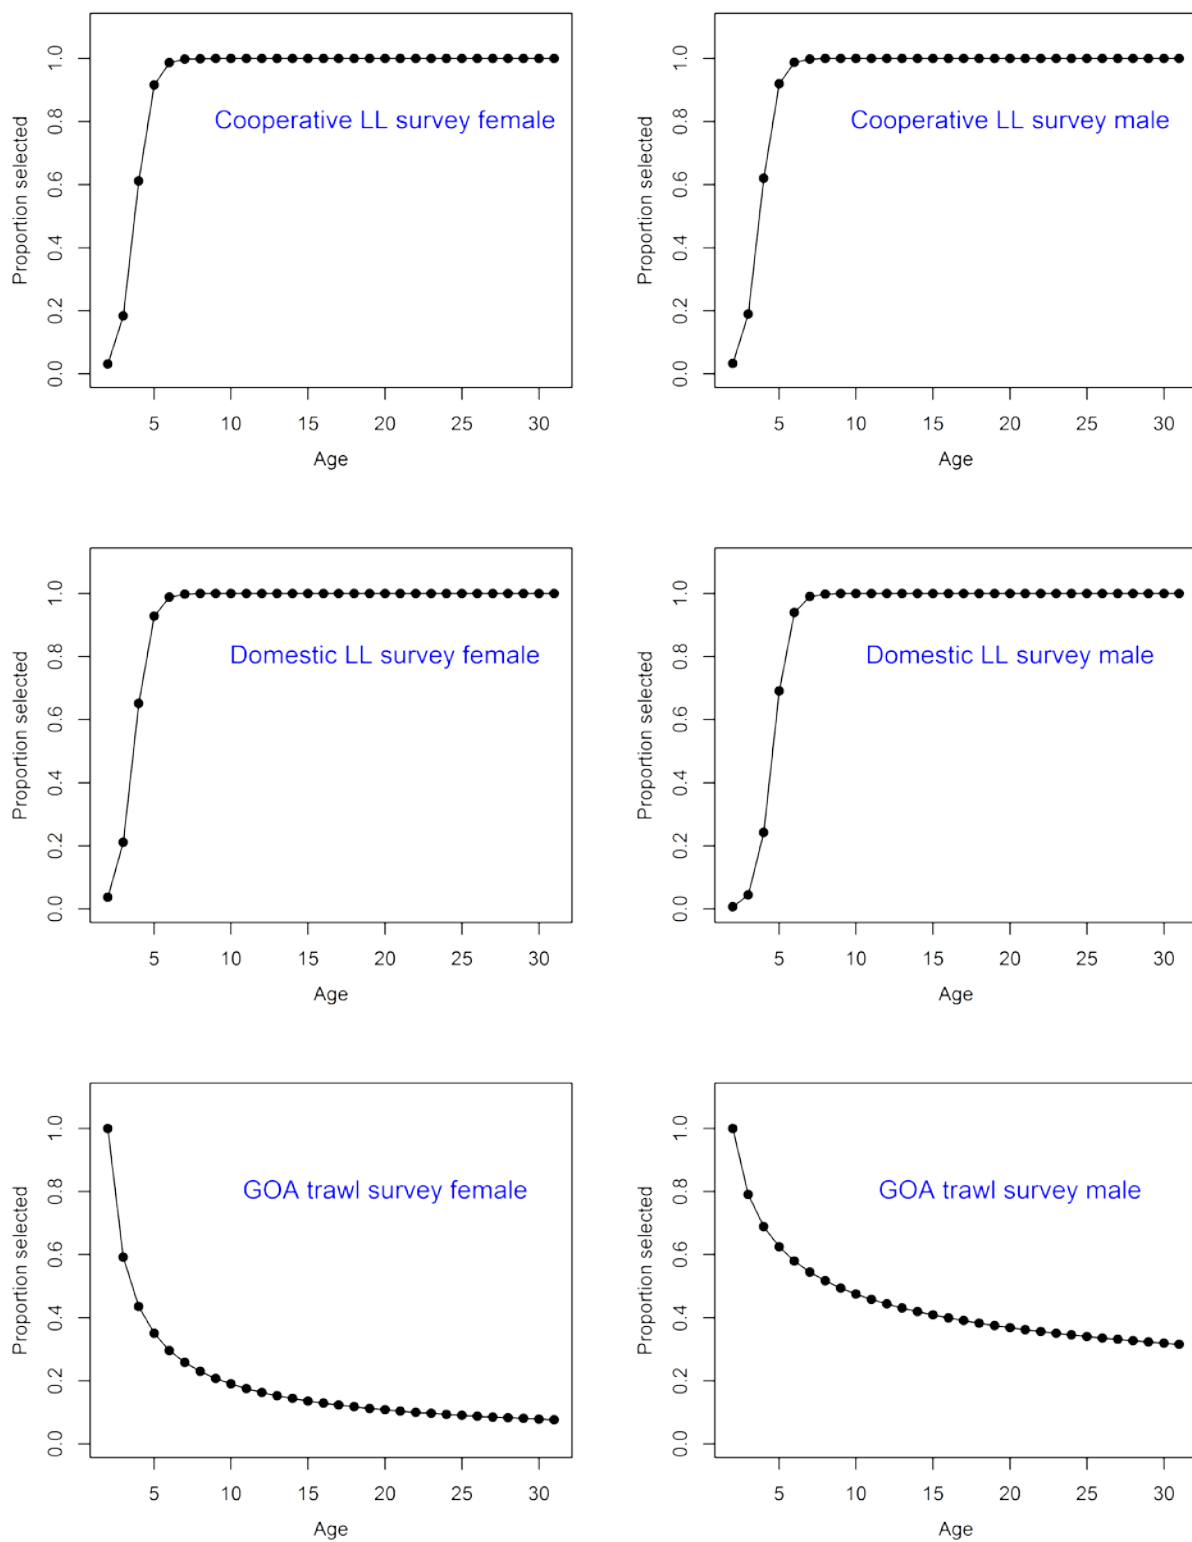 Proportion selected
0.0 0.2 0.4 0.6 0.8 1.0
Cooperative LL survey female
5 10 15 20 25 30
Age
Proportion selected
0.0 0.2 0.4 0.6 0.8 1.0
Cooperative LL survey male
5 10 15 20 25 30
Age
Proportion selected
0.0 0.2 0.4 0.6 0.8 1.0
Domestic LL survey female
5 10 15 20 25 30
Age
Proportion selected
0.0 0.2 0.4 0.6 0.8 1.0
Domestic LL survey male
5 10 15 20 25 30
Age
Proportion selected
0.0 0.2 0.4 0.6 0.8 1.0
GOA trawl survey female
5 10 15 20 25 30
Age
Proportion selected
0.0 0.2 0.4 0.6 0.8 1.0
GOA trawl survey male
5 10 15 20 25 30
Age